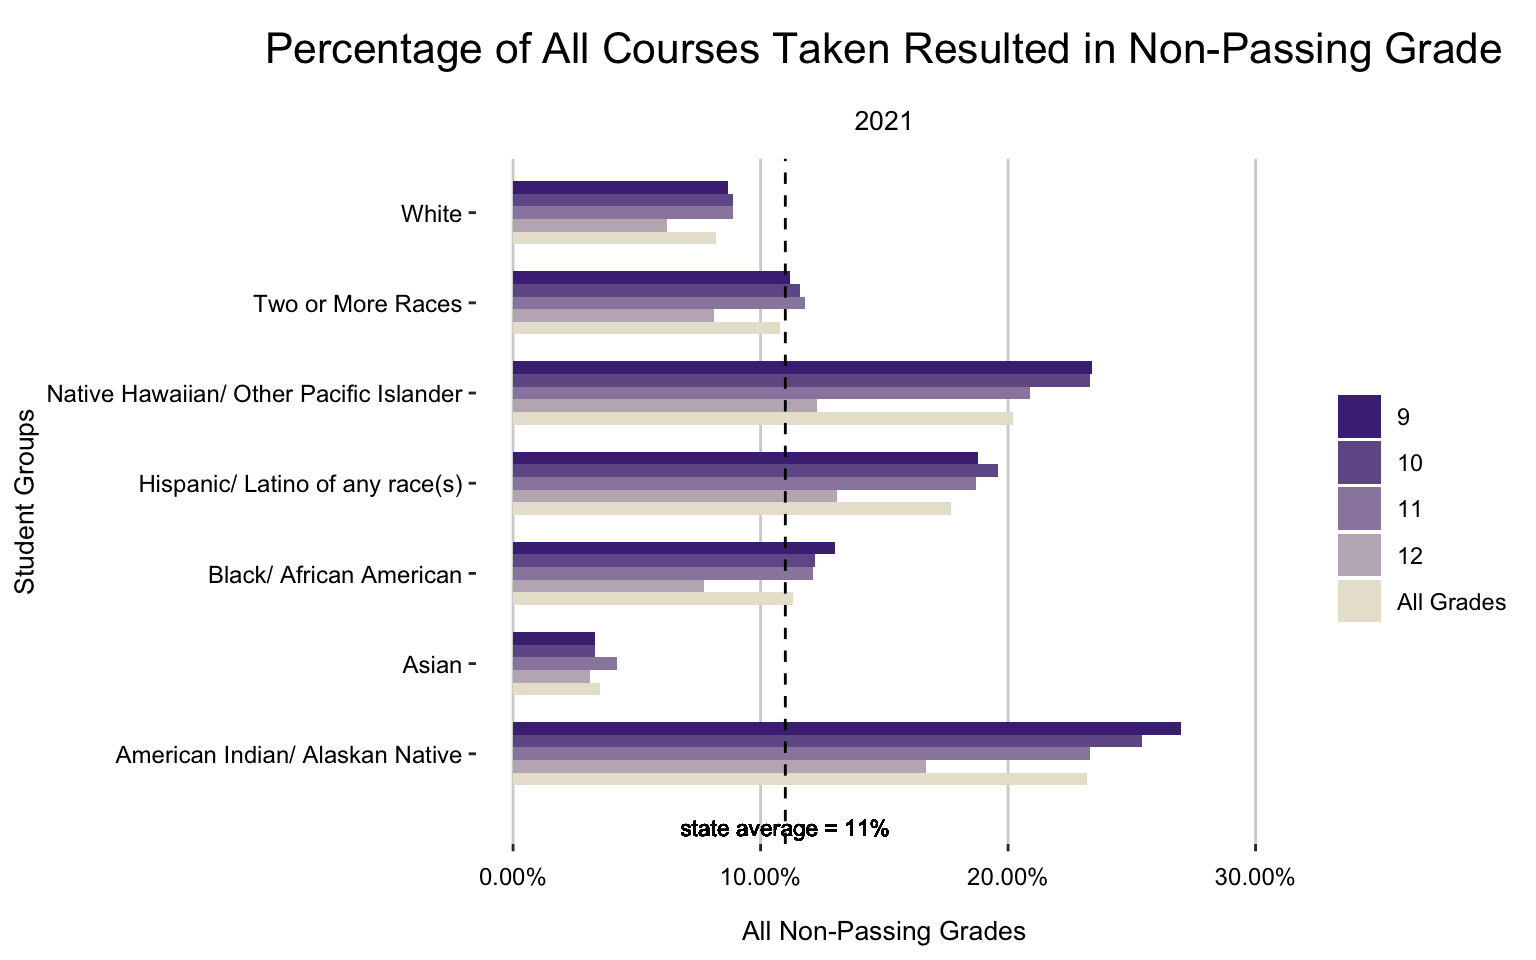 Percentage of All Courses Taken Resulted in Non-Passing Grade
2021
White
Two or More Races
Native Hawaiian/ Other Pacific Islander
Hispanic/ Latino of any race(s)
Black/ African American
Asian
American Indian/ Alaskan Native
Student Groups
state average = 11%
0.00%
10.00%
20.00%
30.00%
All Non-Passing Grades
9
10
11
12
All Grades